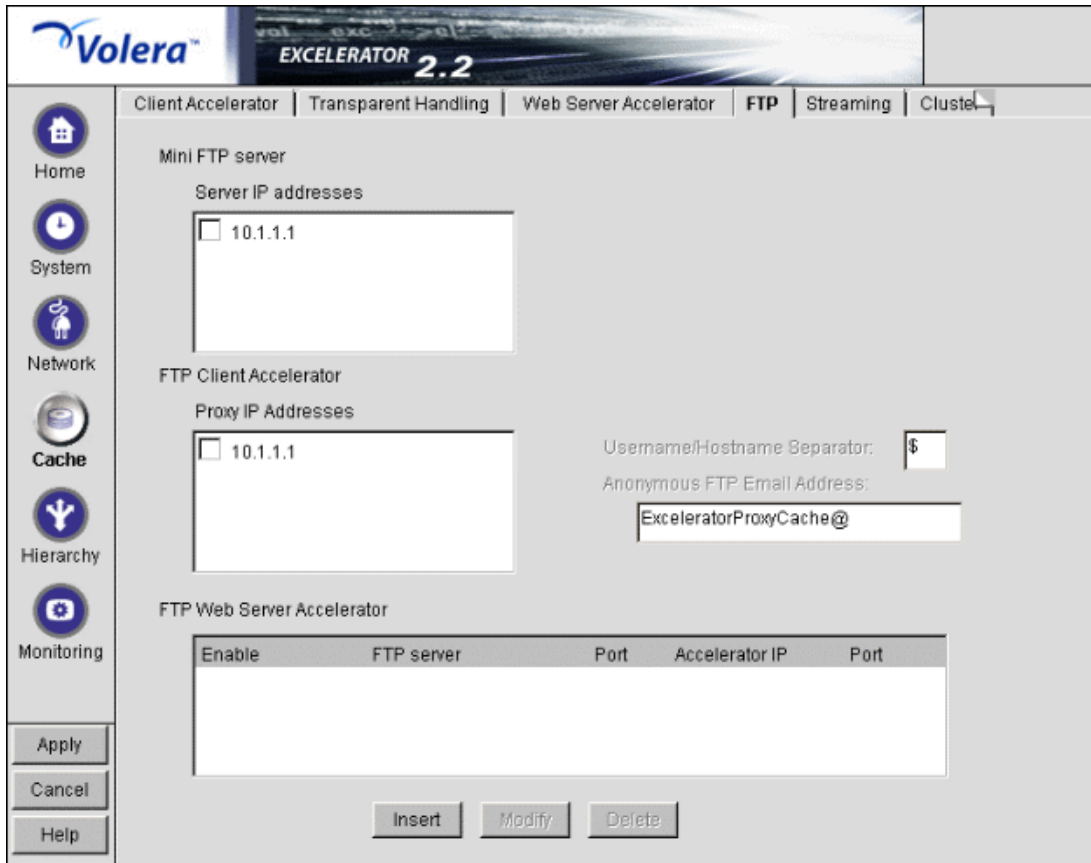 Volera™
EXCELERATOR 2.2
Client Accelerator
Transparent Handling
Web Server Accelerator
FTP
Streaming
Cluste
Home
System
Network
Cache
Hierarchy
Monitoring
Apply
Cancel
Help
Mini FTP server
Server IP addresses
10.1.1.1
FTP Client Accelerator
Proxy IP Addresses
10.1.1.1
Username/Hostname Separator: $
Anonymous FTP Email Address:
ExceleratorProxyCache@
FTP Web Server Accelerator
Enable FTP server Port Accelerator IP Port
Insert
Modify
Delete